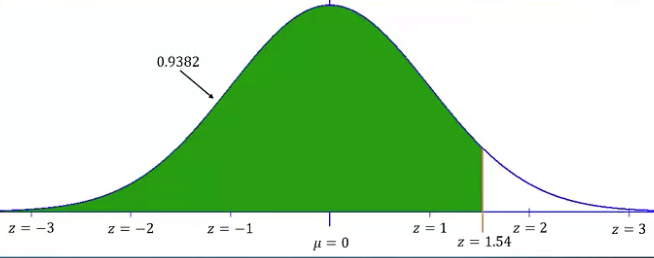 0.9382
z = −3
z = −2
z = −1
μ = 0
z = 1
z = 1.54
z = 2
z = 3